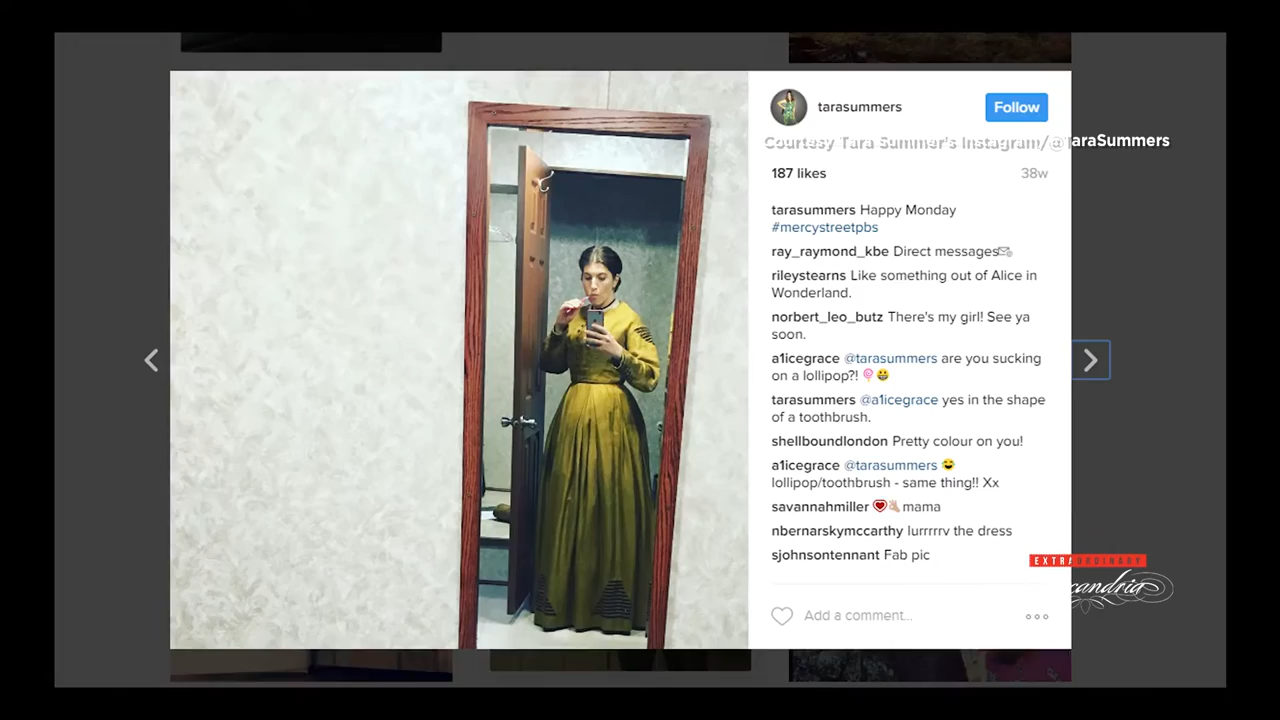 tarasummers
Follow
Courtesy Tara Summer's Instagram/@TaraSummers
187 likes
38w
tarasummers Happy Monday
#mercystreetpbs
ray_raymond_kbe Direct messages
rileystearns Like something out of Alice in
Wonderland.
norbert_leo_butz There's my girl! See ya
soon.
a1icegrace @tarasummers are you sucking
on a lollipop?! 🍭😀
tarasummers @a1icegrace yes in the shape
of a toothbrush.
shellboundlondon Pretty colour on you!
a1icegrace @tarasummers 😂
lollipop/toothbrush - same thing!! Xx
savannahmiller mama
nbernarskymccarthy lurrrrrv the dress
sjohnsontennant Fab pic
EXTRAORDINARY
Add a comment...